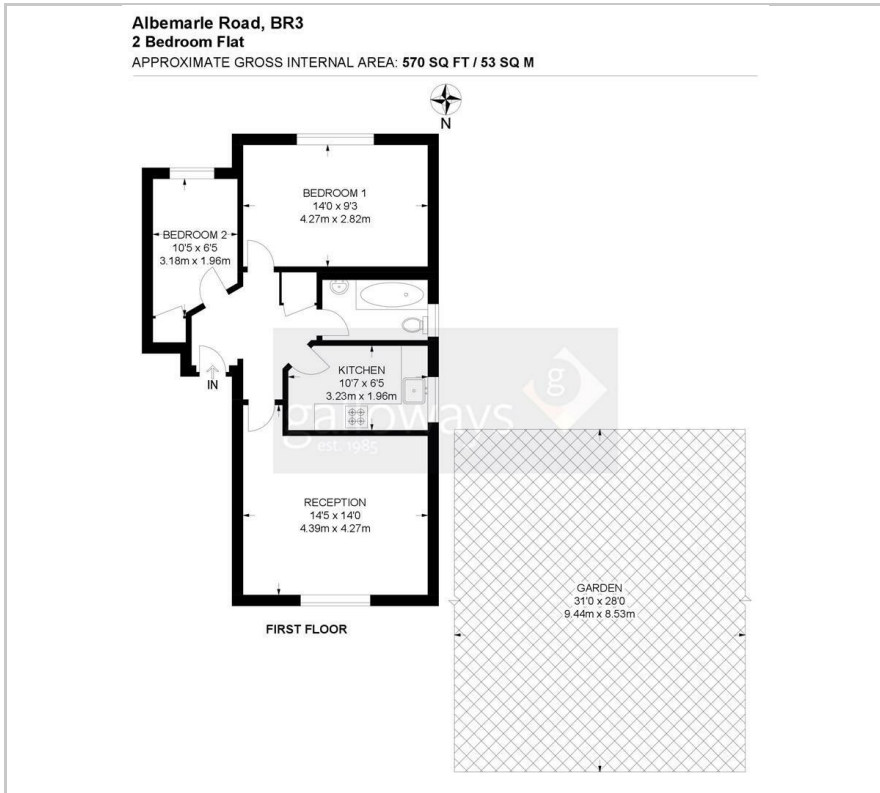 Albemarle Road, BR3
2 Bedroom Flat
APPROXIMATE GROSS INTERNAL AREA: 570 SQ FT / 53 SQ M
N
BEDROOM 1
14'0 x 9'3
4.27m x 2.82m
BEDROOM 2
10'5 x 6'5
3.18m x 1.96m
IN
KITCHEN
10'7 x 6'5
3.23m x 1.96m
g
galloways
est. 1985
RECEPTION
14'5 x 14'0
4.39m x 4.27m
GARDEN
31'0 x 28'0
9.44m x 8.53m
FIRST FLOOR